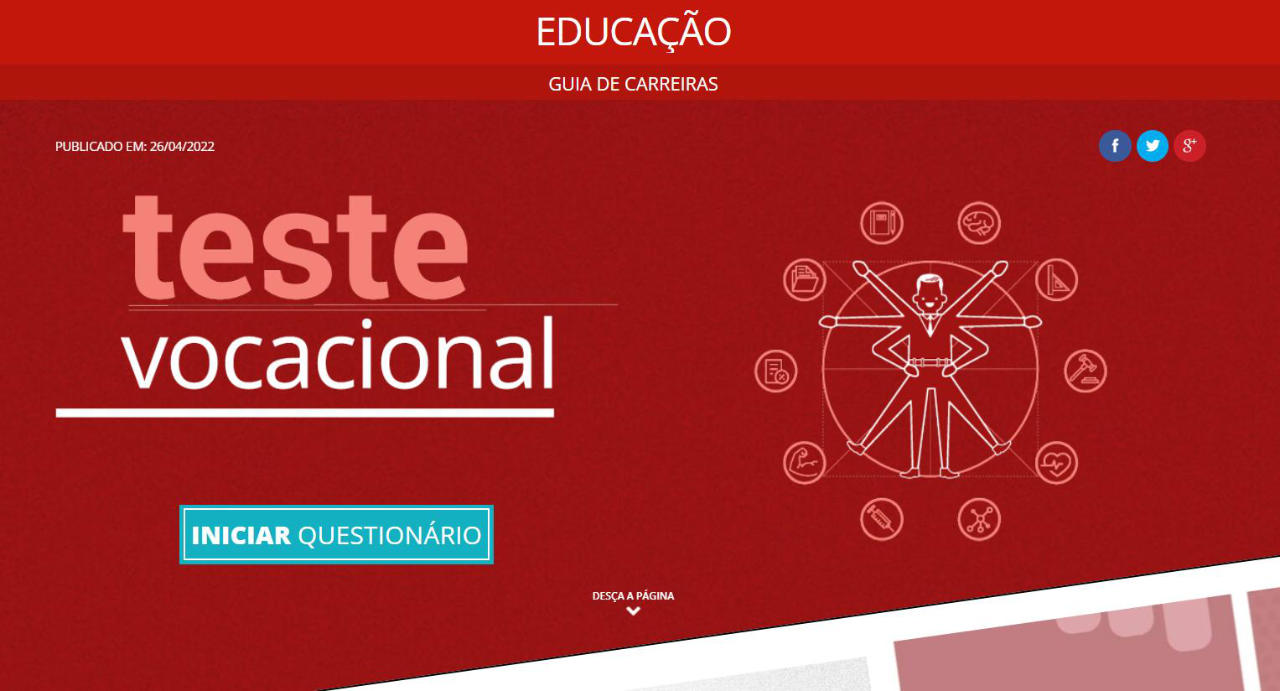 EDUCAÇÃO
GUIA DE CARREIRAS
PUBLICADO EM: 26/04/2022
f
g+
teste
vocacional
INICIAR QUESTIONÁRIO
DESÇA A PÁGINA